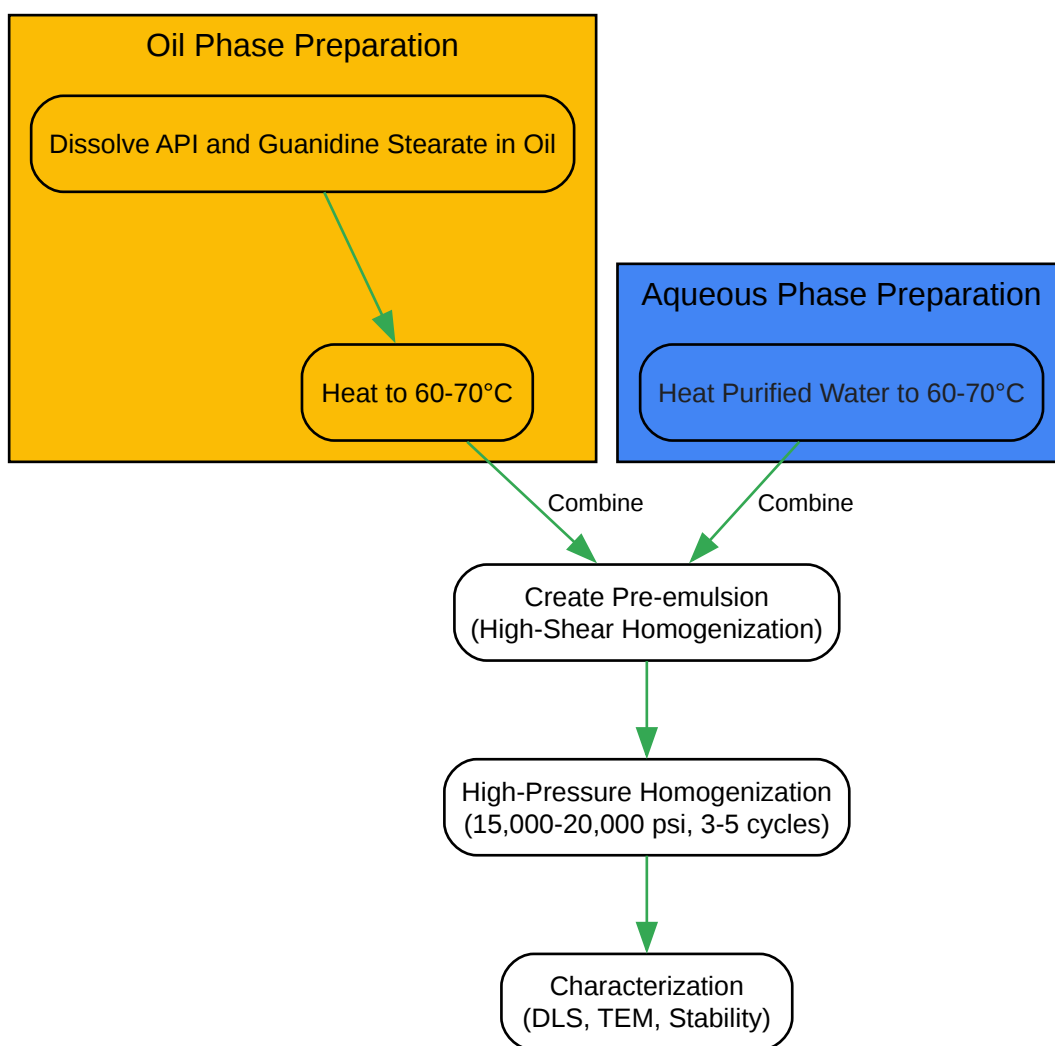 Oil Phase Preparation
Dissolve API and Guanidine Stearate in Oil
Heat to 60-70°C
Aqueous Phase Preparation
Heat Purified Water to 60-70°C
Combine
Combine
Create Pre-emulsion
(High-Shear Homogenization)
High-Pressure Homogenization
(15,000-20,000 psi, 3-5 cycles)
Characterization
(DLS, TEM, Stability)